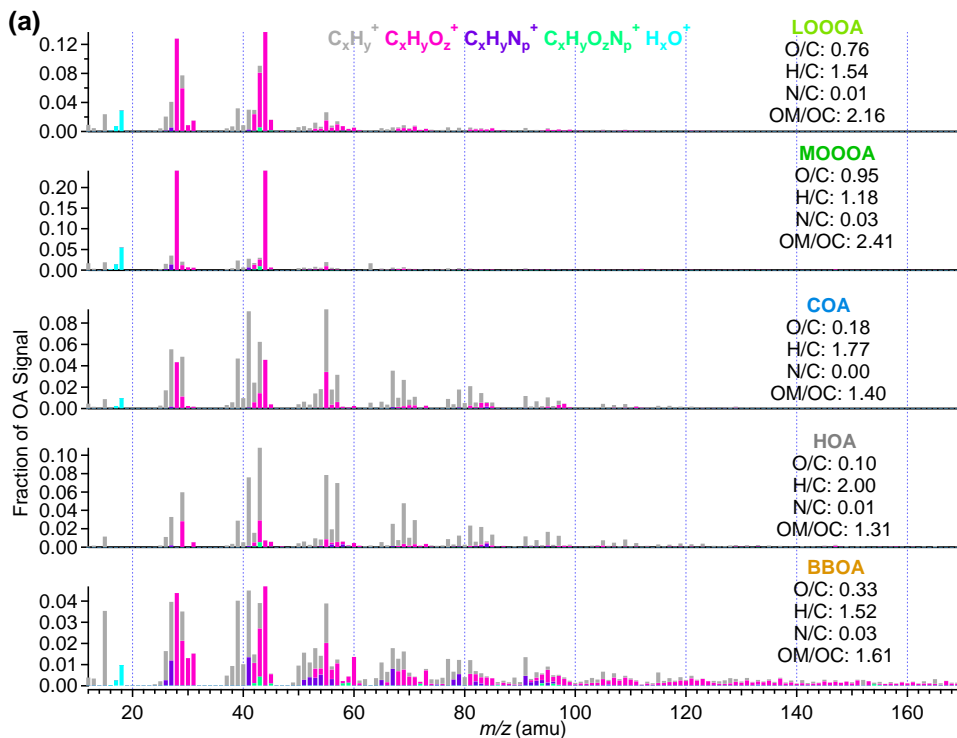 (a)
CxHy+ CxHyOz+ CxHyNp+ CxHyOzNp+ HxO+
LOOOA
O/C: 0.76
H/C: 1.54
N/C: 0.01
OM/OC: 2.16
0.12
0.08
0.04
0.00
MOOOA
O/C: 0.95
H/C: 1.18
N/C: 0.03
OM/OC: 2.41
0.20
0.15
0.10
0.05
0.00
COA
O/C: 0.18
H/C: 1.77
N/C: 0.00
OM/OC: 1.40
0.08
0.06
0.04
0.02
0.00
Fraction of OA Signal
HOA
O/C: 0.10
H/C: 2.00
N/C: 0.01
OM/OC: 1.31
0.10
0.08
0.06
0.04
0.02
0.00
BBOA
O/C: 0.33
H/C: 1.52
N/C: 0.03
OM/OC: 1.61
0.04
0.03
0.02
0.01
0.00
20 40 60 80 100 120 140 160
m/z (amu)